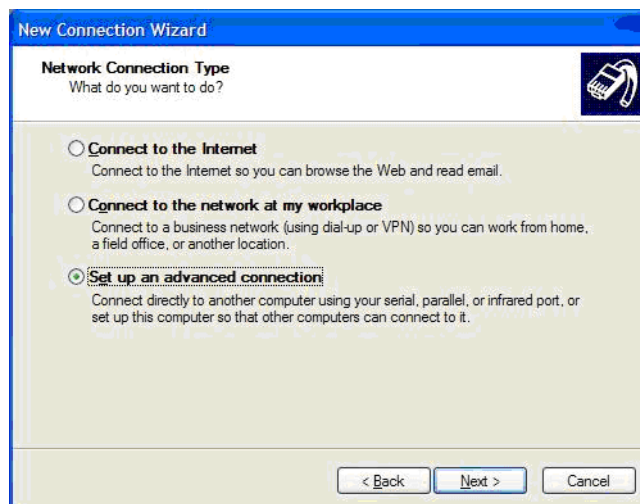 New Connection Wizard
Network Connection Type
What do you want to do?
Connect to the Internet
Connect to the Internet so you can browse the Web and read email.
Connect to the network at my workplace
Connect to a business network (using dial-up or VPN) so you can work from home,
a field office, or another location.
Set up an advanced connection
Connect directly to another computer using your serial, parallel, or infrared port, or
set up this computer so that other computers can connect to it.
< Back
Next >
Cancel